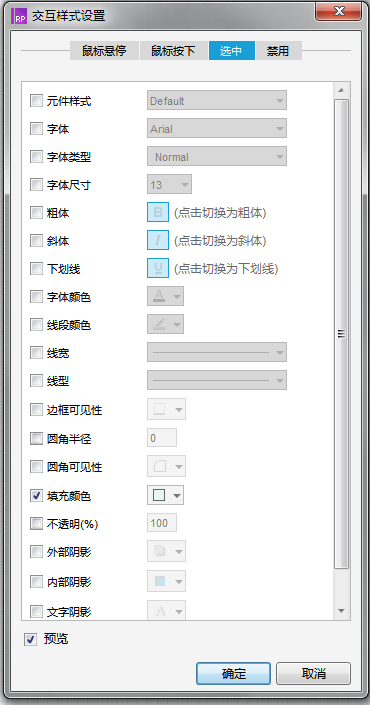 RP 交互样式设置
鼠标悬停 鼠标按下 选中 禁用
元件样式 Default
字体 Arial
字体类型 Normal
字体尺寸 13
粗体 B (点击切换为粗体)
斜体 I (点击切换为斜体)
下划线 U (点击切换为下划线)
字体颜色 A
线段颜色
线宽
线型
边框可见性
圆角半径 0
圆角可见性
填充颜色
不透明(%) 100
外部阴影
内部阴影
文字阴影 A
预览
确定 取消